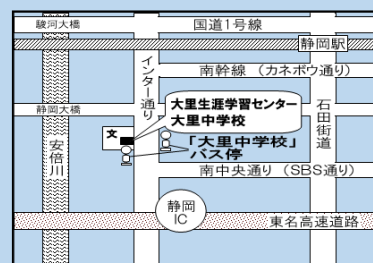 駿河大橋
国道1号線
静岡駅
インター通り
南幹線 （カネボウ通り）
大里生涯学習センター
大里中学校
静岡大橋
石田街道
文
「大里中学校」
バス停
安倍川
南中央通り （SBS通り）
静岡
IC
東名高速道路